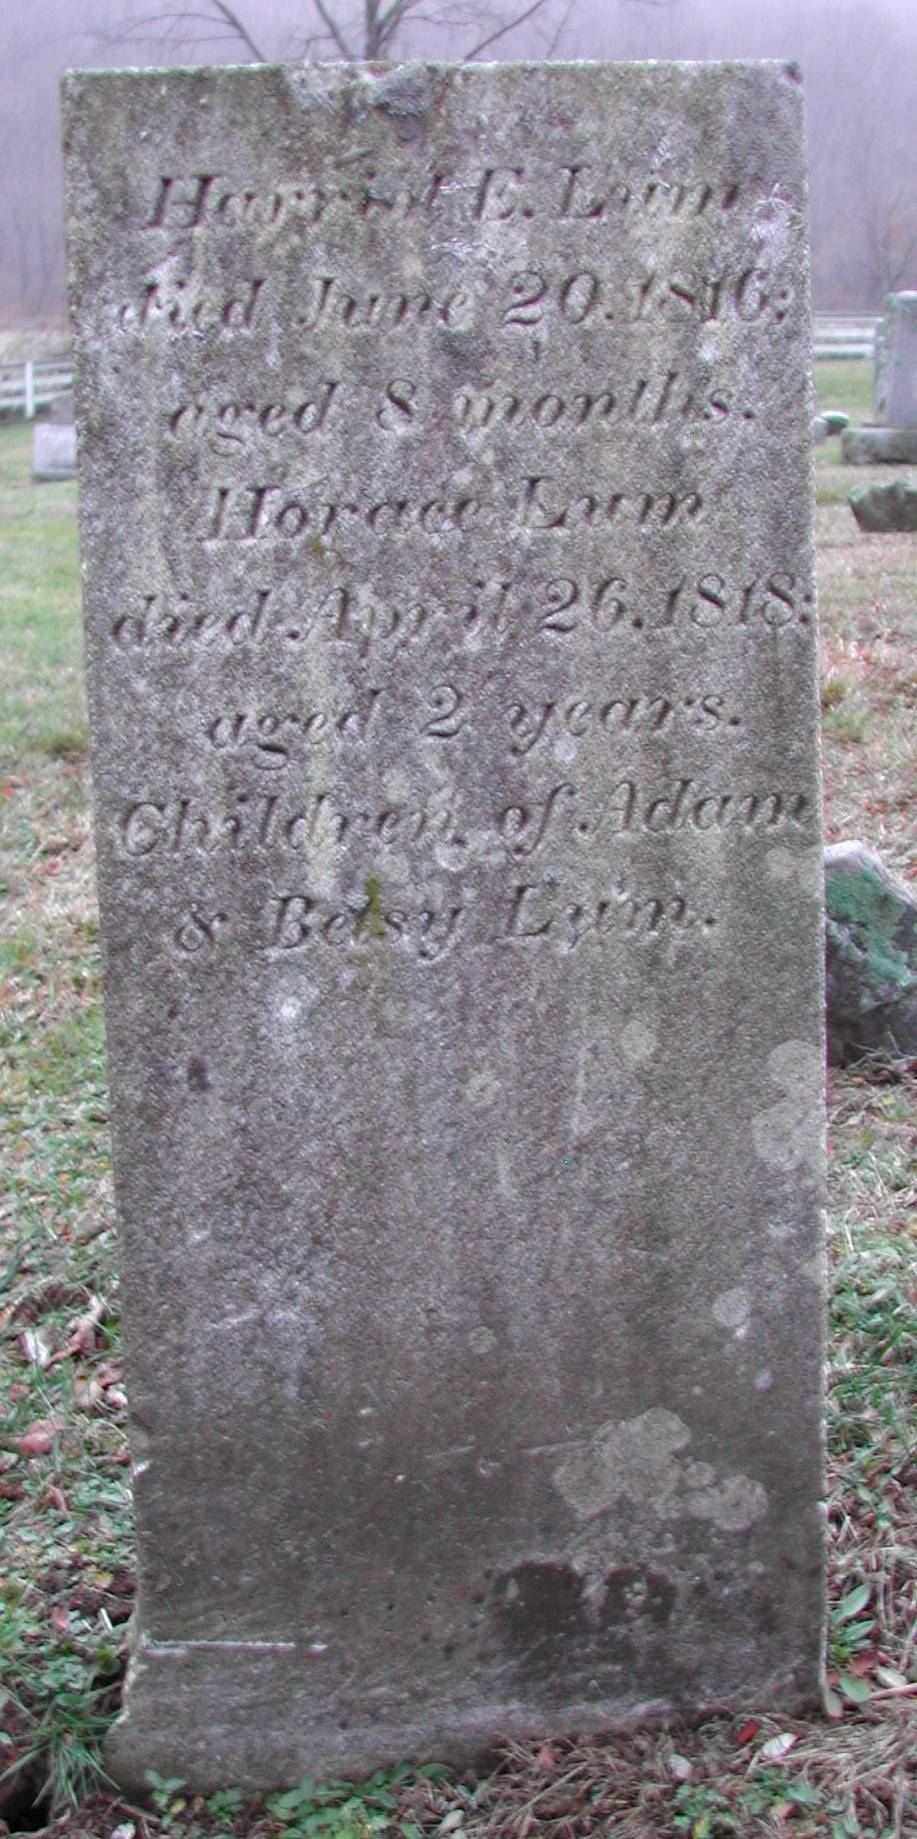 Harriet E. Lum
died June 20. 1816;
aged 8 months.
Horace Lum
died April 26. 1818;
aged 2 years.
Children of Adam
& Betsy Lum.